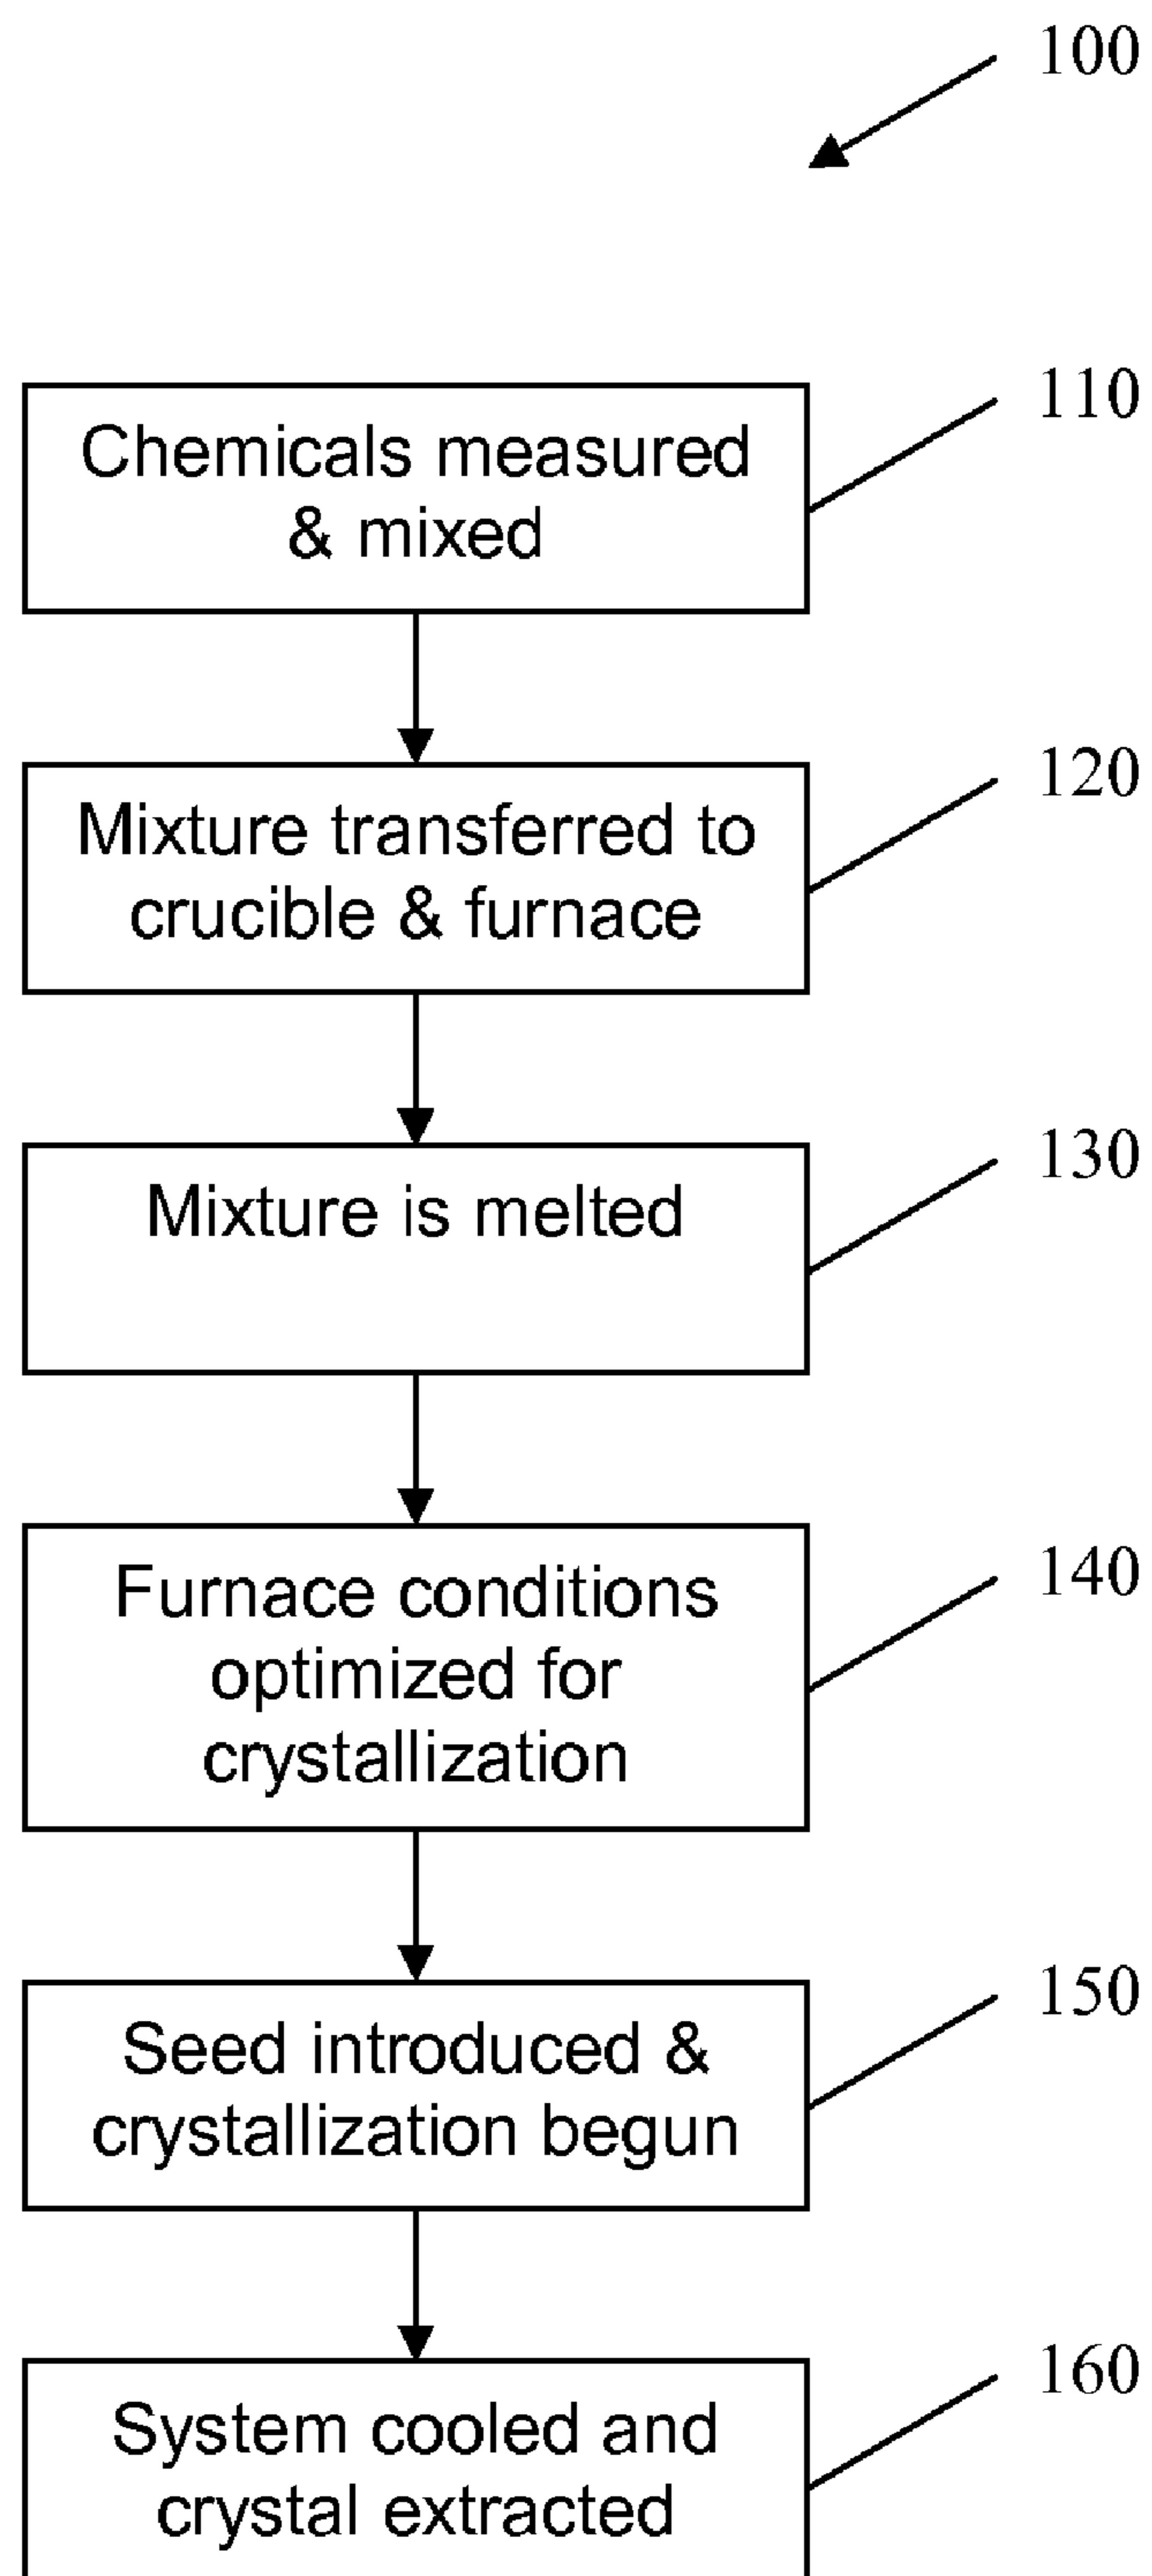 100
110
Chemicals measured
& mixed
120
Mixture transferred to
crucible & furnace
130
Mixture is melted
140
Furnace conditions
optimized for
crystallization
150
Seed introduced &
crystallization begun
160
System cooled and
crystal extracted